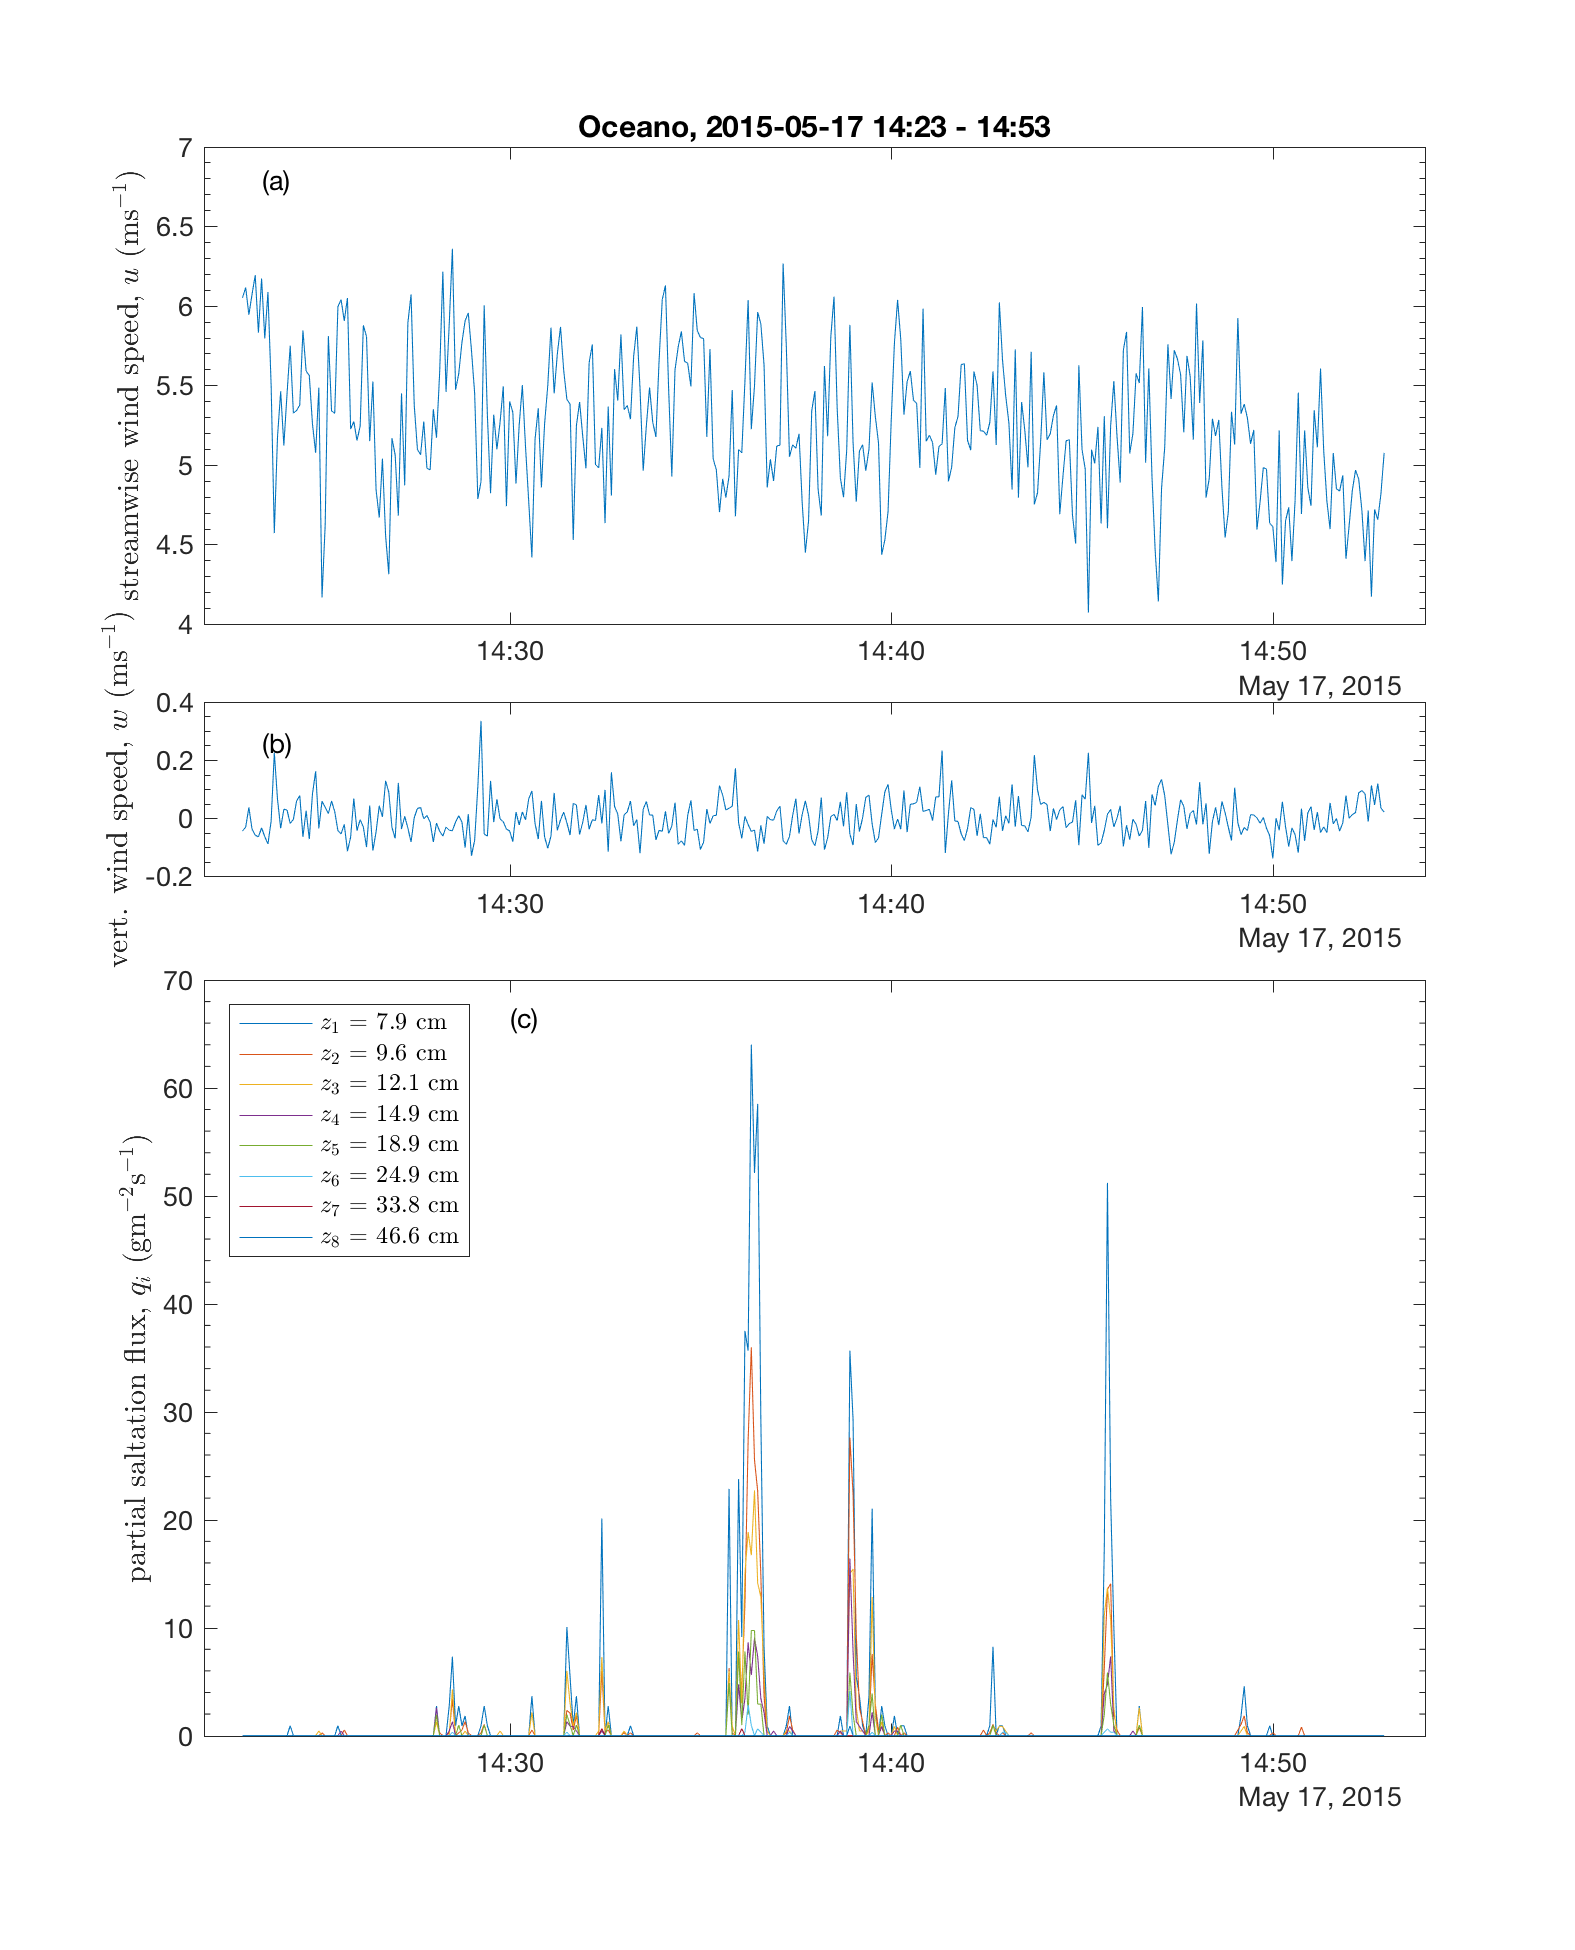 Oceano, 2015-05-17 14:23 - 14:53
streamwise wind speed, u (ms⁻¹)
(a)
7
6.5
6
5.5
5
4.5
4
14:30 14:40 14:50
May 17, 2015
vert. wind speed, w (ms⁻¹)
(b)
0.4
0.2
0
-0.2
14:30 14:40 14:50
May 17, 2015
partial saltation flux, qᵢ (gm⁻²s⁻¹)
(c)
70
60
50
40
30
20
10
0
z₁ = 7.9 cm
z₂ = 9.6 cm
z₃ = 12.1 cm
z₄ = 14.9 cm
z₅ = 18.9 cm
z₆ = 24.9 cm
z₇ = 33.8 cm
z₈ = 46.6 cm
14:30 14:40 14:50
May 17, 2015